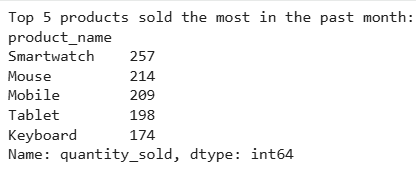 Top 5 products sold the most in the past month:
product_name
Smartwatch    257
Mouse         214
Mobile        209
Tablet        198
Keyboard      174
Name: quantity_sold, dtype: int64